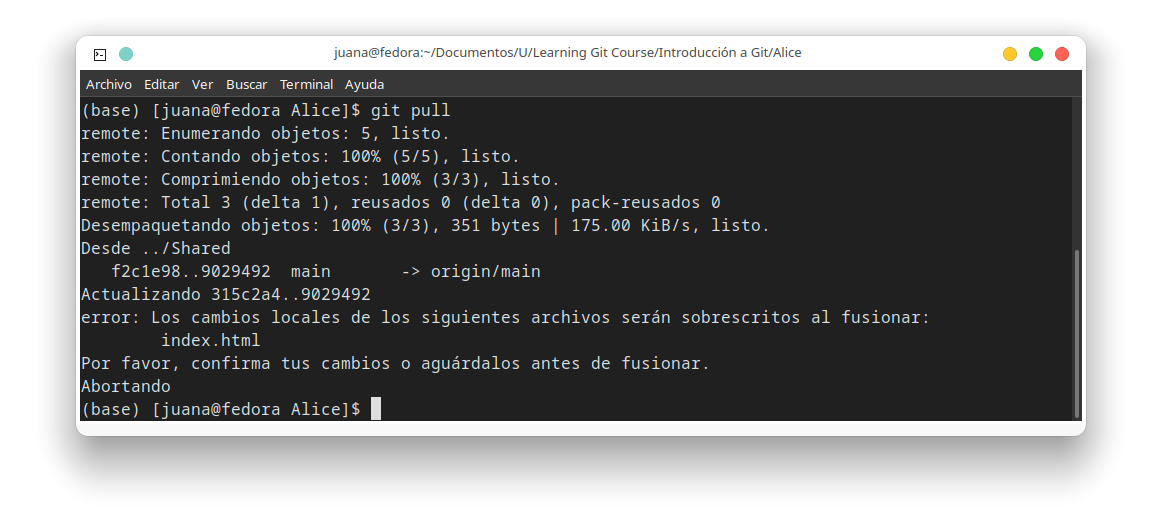 juana@fedora:~/Documentos/U/Learning Git Course/Introducción a Git/Alice
Archivo Editar Ver Buscar Terminal Ayuda
(base) [juana@fedora Alice]$ git pull
remote: Enumerando objetos: 5, listo.
remote: Contando objetos: 100% (5/5), listo.
remote: Comprimiendo objetos: 100% (3/3), listo.
remote: Total 3 (delta 1), reusados 0 (delta 0), pack-reusados 0
Desempaquetando objetos: 100% (3/3), 351 bytes | 175.00 KiB/s, listo.
Desde ../Shared
   f2c1e98..9029492  main       -> origin/main
Actualizando 315c2a4..9029492
error: Los cambios locales de los siguientes archivos serán sobrescritos al fusionar:
        index.html
Por favor, confirma tus cambios o aguárdalos antes de fusionar.
Abortando
(base) [juana@fedora Alice]$